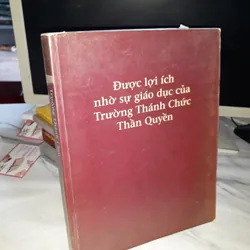 Được lợi ích
nhờ sự giáo dục của
Trường Thánh Chức
Thần Quyền